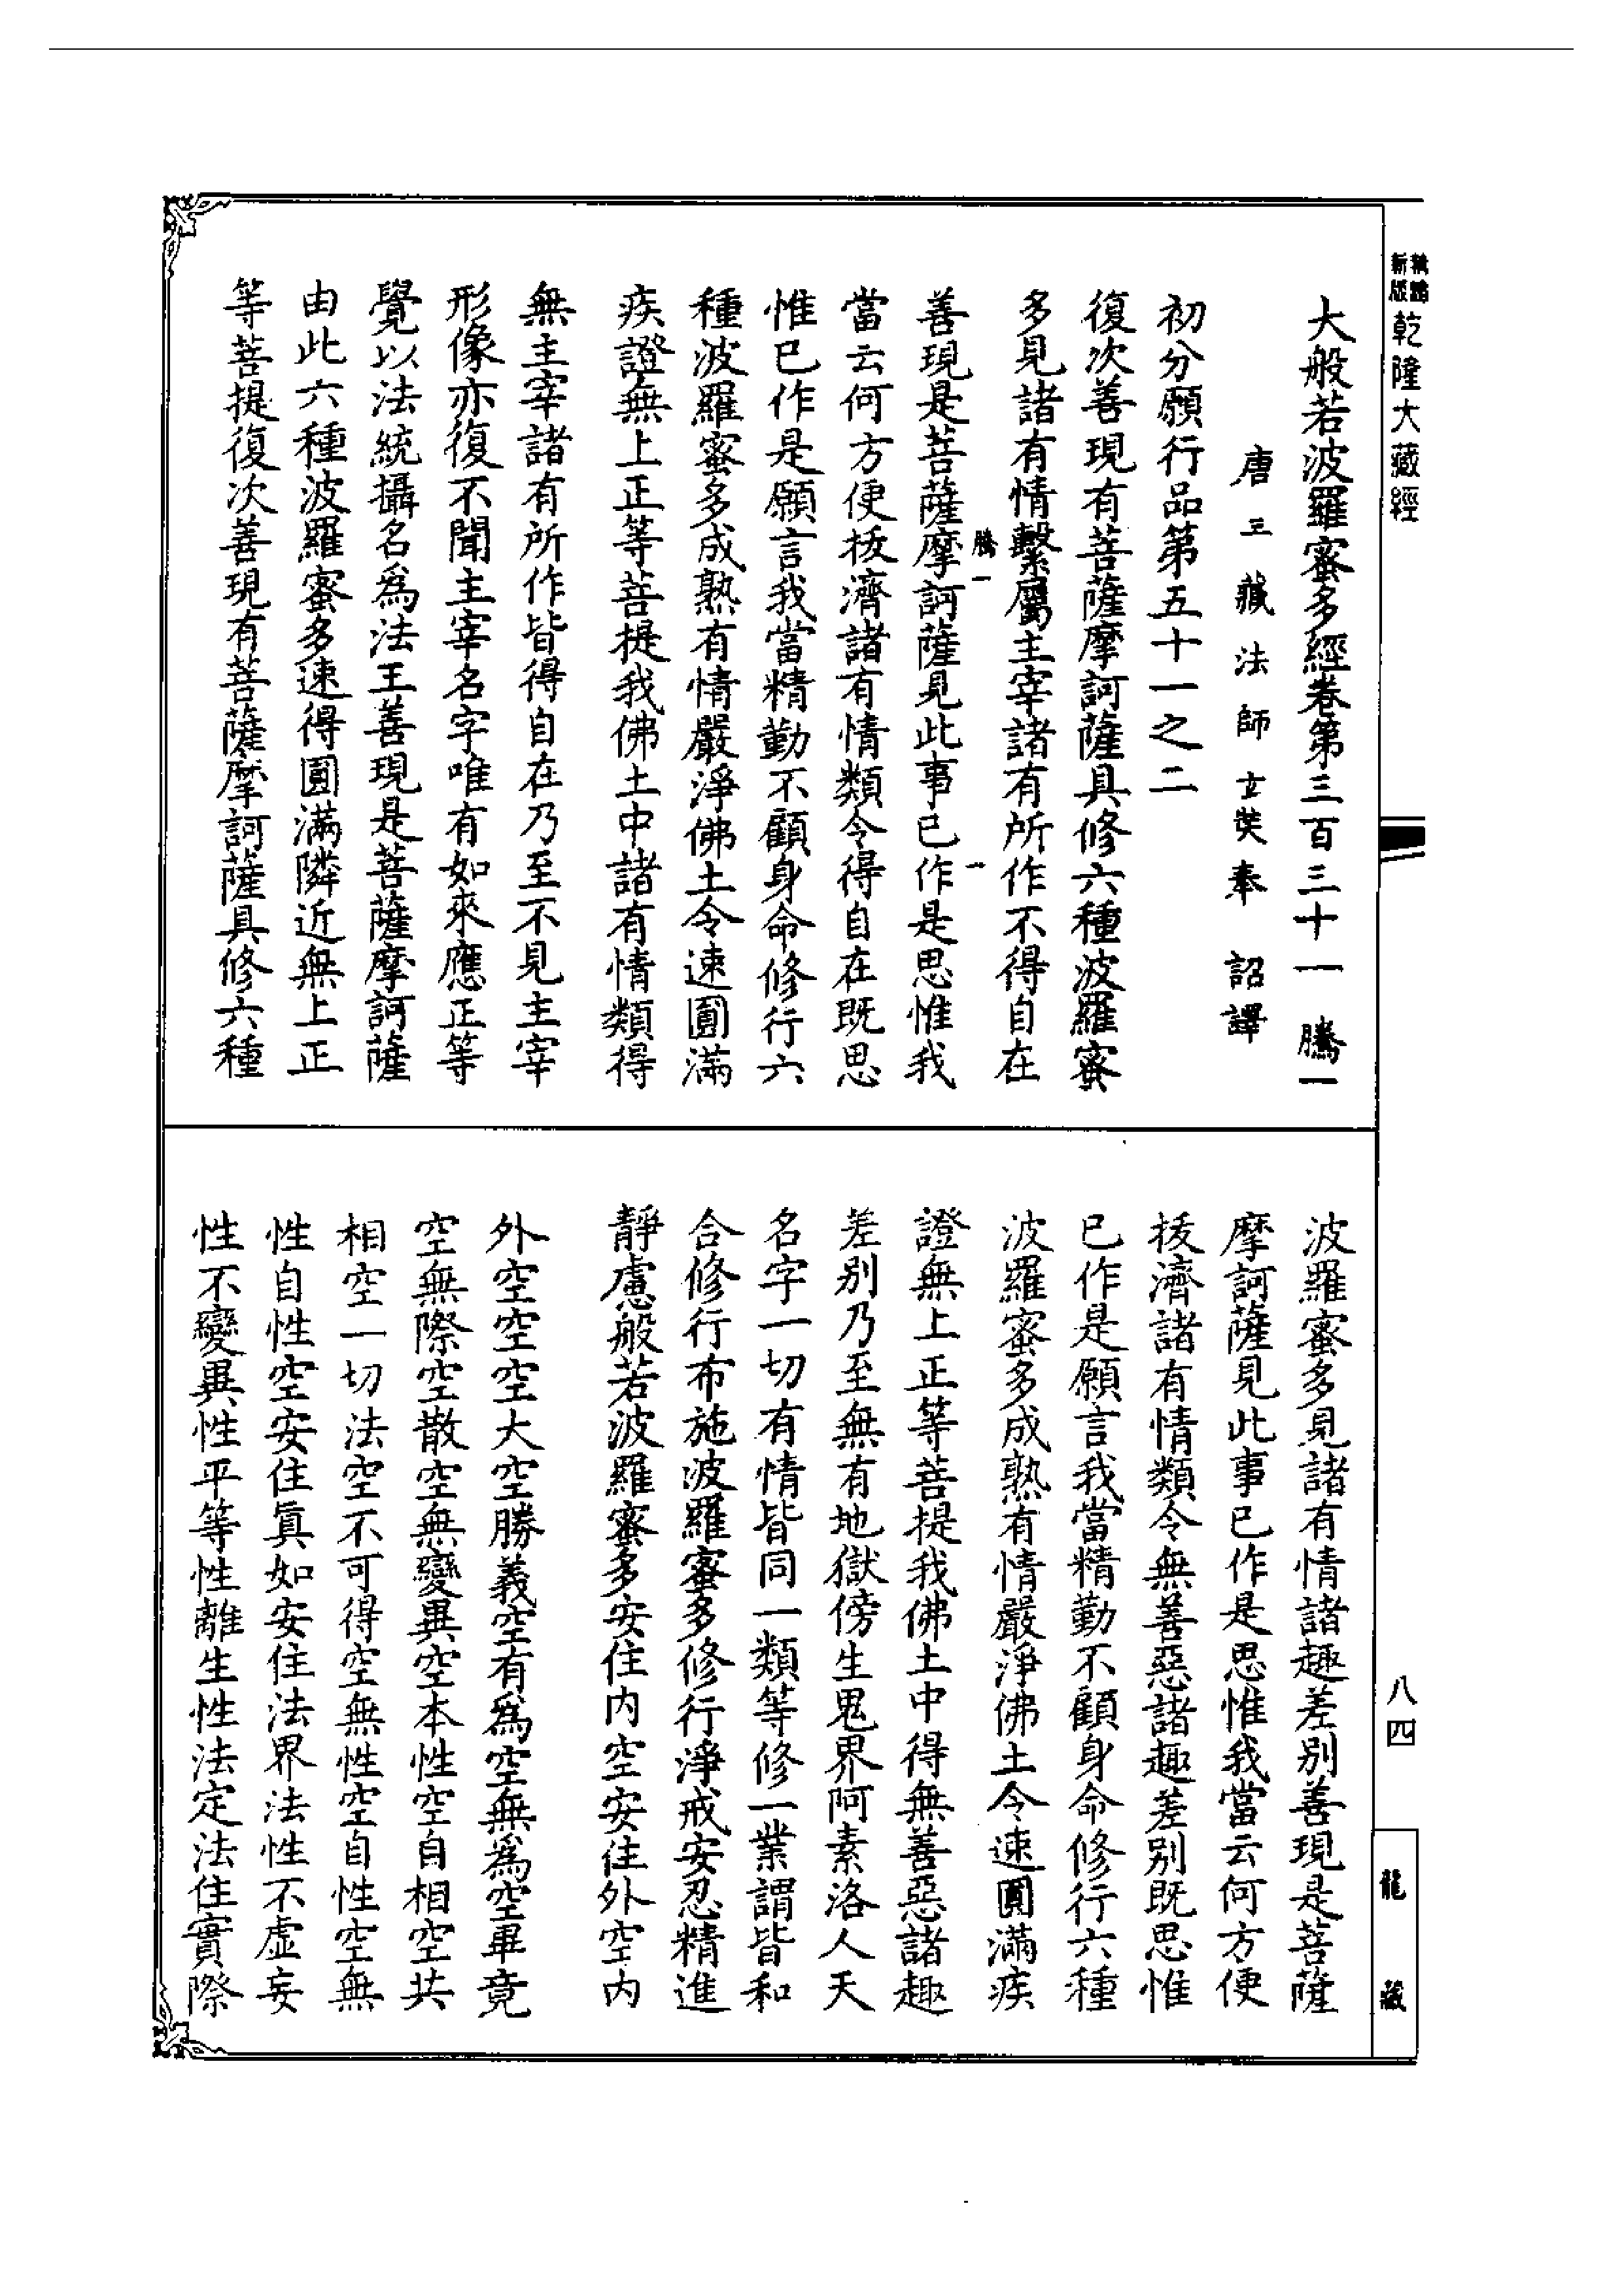 乾隆大藏經
大般若波羅蜜多經卷第三百三十一　騰一
唐三藏法師玄奘奉　詔譯
初分願行品第五十一之二
復次善現有菩薩摩訶薩具修六種波羅蜜
多見諸有情繫屬主宰諸有所作不得自在
騰一　一
善現是菩薩摩訶薩見此事已作是思惟我
當云何方便拔濟諸有情類令得自在既思
惟已作是願言我當精勤不顧身命修行六
種波羅蜜多成熟有情嚴淨佛土令速圓滿
疾證無上正等菩提我佛土中諸有情類得
無主宰諸有所作皆得自在乃至不見主宰
形像亦復不聞主宰名字唯有如來應正等
覺以法統攝名爲法王善現是菩薩摩訶薩
由此六種波羅蜜多速得圓滿隣近無上正
等菩提復次善現有菩薩摩訶薩具修六種
波羅蜜多見諸有情諸趣差別善現是菩薩
摩訶薩見此事已作是思惟我當云何方便
拔濟諸有情類令無善惡諸趣差別既思惟
已作是願言我當精勤不顧身命修行六種
波羅蜜多成熟有情嚴淨佛土令速圓滿疾
證無上正等菩提我佛土中得無善惡諸趣
差別乃至無有地獄傍生鬼界阿素洛人天
名字一切有情皆同一類等修一業謂皆和
合修行布施波羅蜜多修行淨戒安忍精進
靜慮般若波羅蜜多安住内空安住外空内
外空空空大空勝義空有爲空無爲空畢竟
空無際空散空無變異空本性空自相空共
相空一切法空不可得空無性空自性空無
性自性空安住眞如安住法界法性不虛妄
性不變異性平等性離生性法定法住實際
八四
龍藏